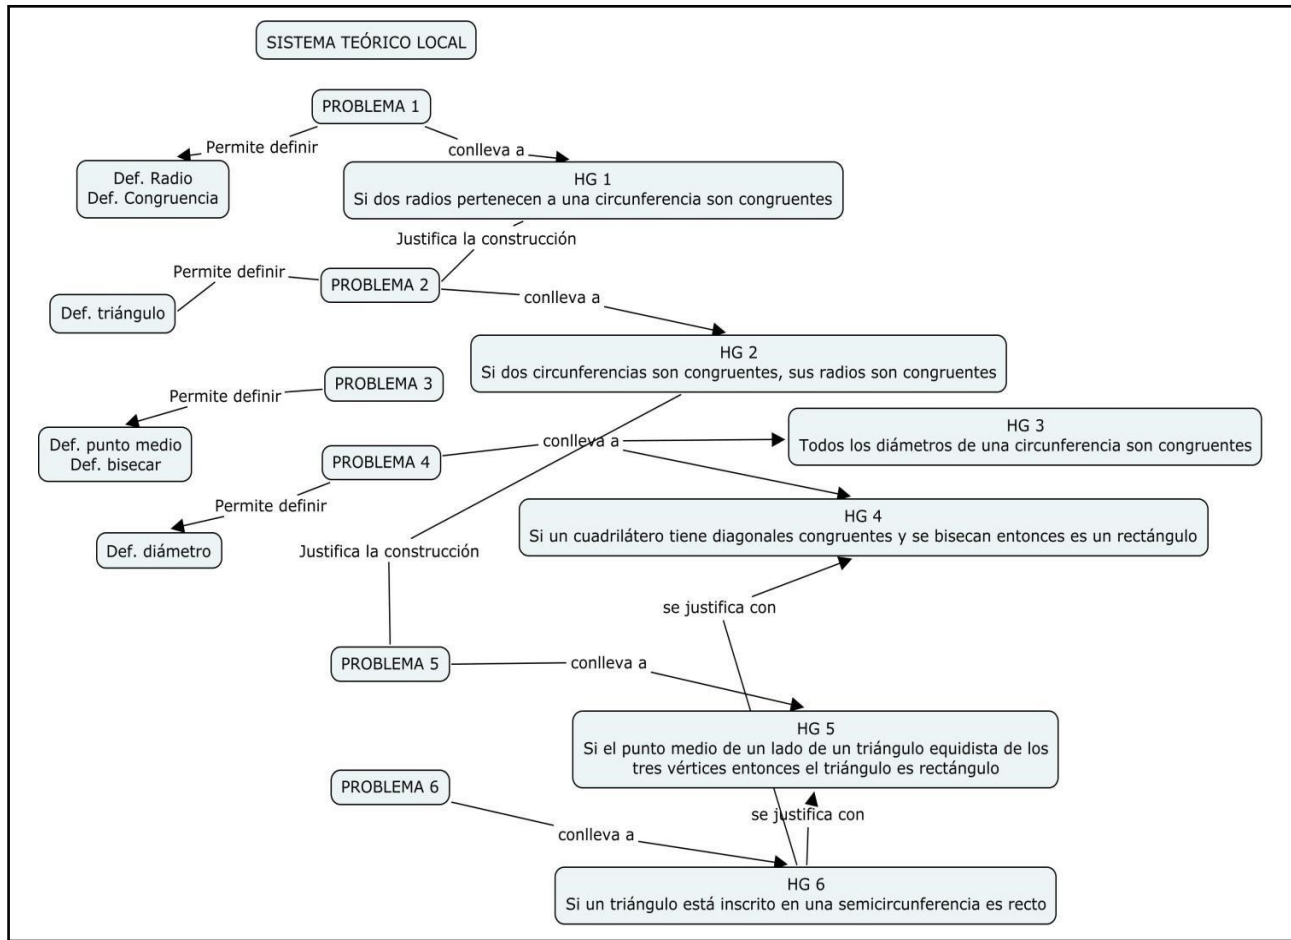 SISTEMA TEÓRICO LOCAL
PROBLEMA 1
Permite definir
conlleva a
Def. Radio
Def. Congruencia
HG 1
Si dos radios pertenecen a una circunferencia son congruentes
Justifica la construcción
Permite definir
PROBLEMA 2
conlleva a
Def. triángulo
HG 2
Si dos circunferencias son congruentes, sus radios son congruentes
PROBLEMA 3
Permite definir
Def. punto medio
Def. bisecar
PROBLEMA 4
conlleva a
HG 3
Todos los diámetros de una circunferencia son congruentes
Permite definir
Def. diámetro
HG 4
Si un cuadrilátero tiene diagonales congruentes y se bisecan entonces es un rectángulo
Justifica la construcción
se justifica con
PROBLEMA 5
conlleva a
HG 5
Si el punto medio de un lado de un triángulo equidista de los
tres vértices entonces el triángulo es rectángulo
PROBLEMA 6
se justifica con
conlleva a
HG 6
Si un triángulo está inscrito en una semicircunferencia es recto